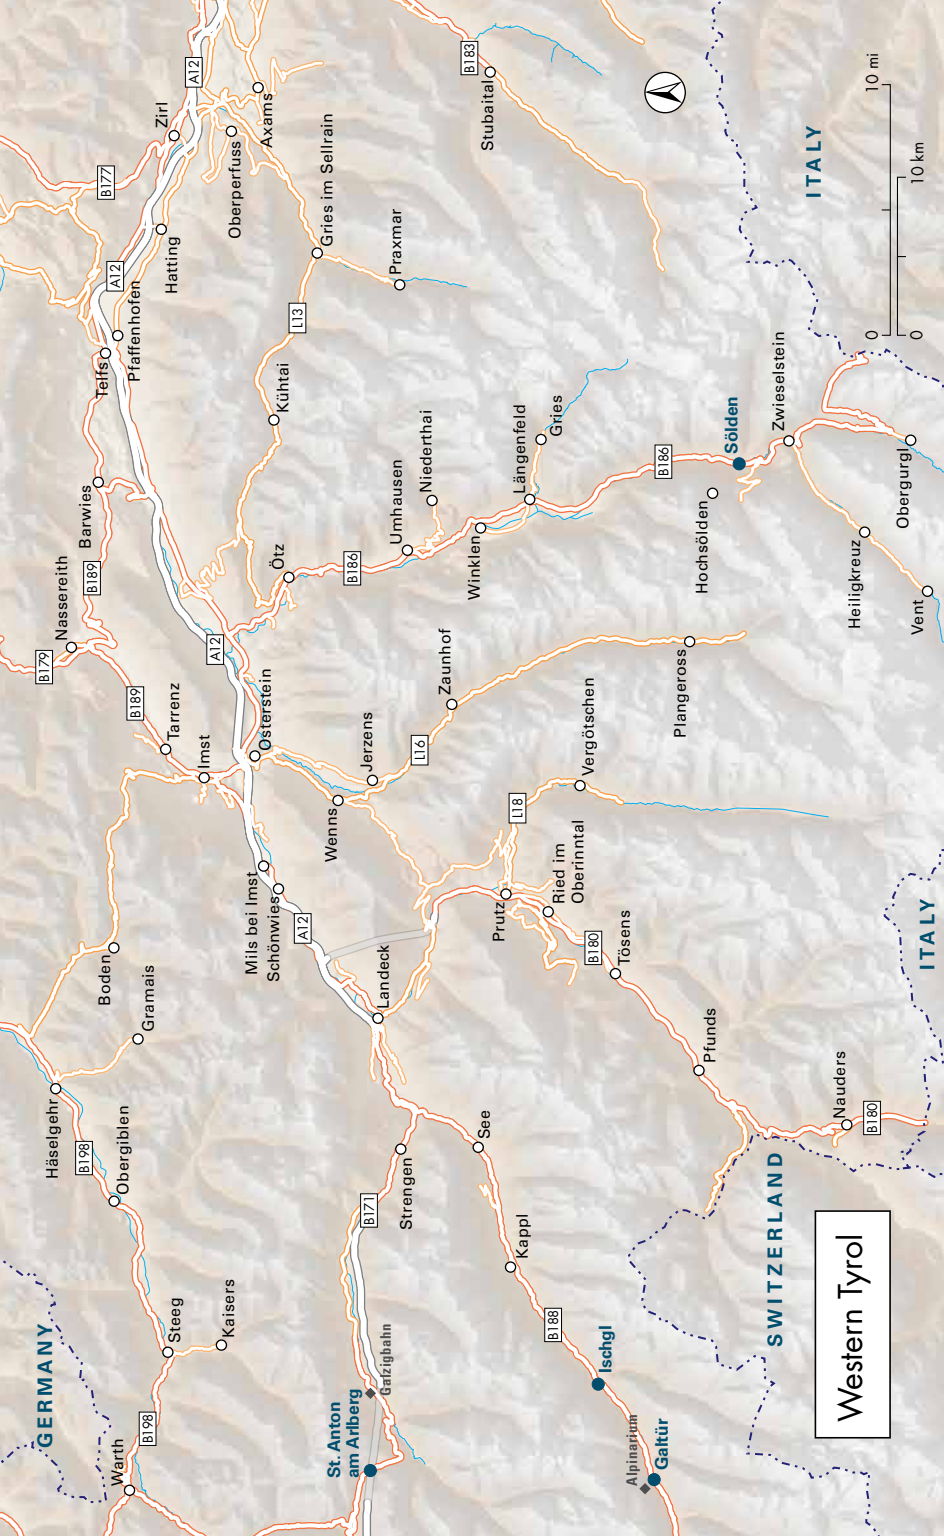 GERMANY
Warth
B198
Steeg
Kaisers
Obergiblen
B198
Häselgehr
Gramais
Boden
Tarrenz
Imst
B189
B179
Nassereith
B189
Barwies
Telfs
Pfaffenhofen
A12
Hatting
B177
Zirl
A12
Oberperfuss
Axams
Gries im Sellrain
L13
Praxmar
Kühtai
Stubaital
B183
St. Anton
am Arlberg
Galzigbahn
B171
Strengen
Landeck
A12
Schönwies
Mils bei Imst
Osterstein
A12
Ötz
B186
Umhausen
Niederthai
Winklen
Längenfeld
Gries
Wenns
Jerzens
L16
Zaunhof
Plangeross
L18
Vergötschen
Prutz
Ried im
Oberinntal
B180
Tösens
Pfunds
Nauders
B180
See
Kappl
B188
Ischgl
Alpinarium
Galtür
B186
Sölden
Hochsölden
Zwieselstein
Heiligkreuz
Vent
Obergurgl
SWITZERLAND
ITALY
ITALY
0
10 mi
0
10 km
Western Tyrol